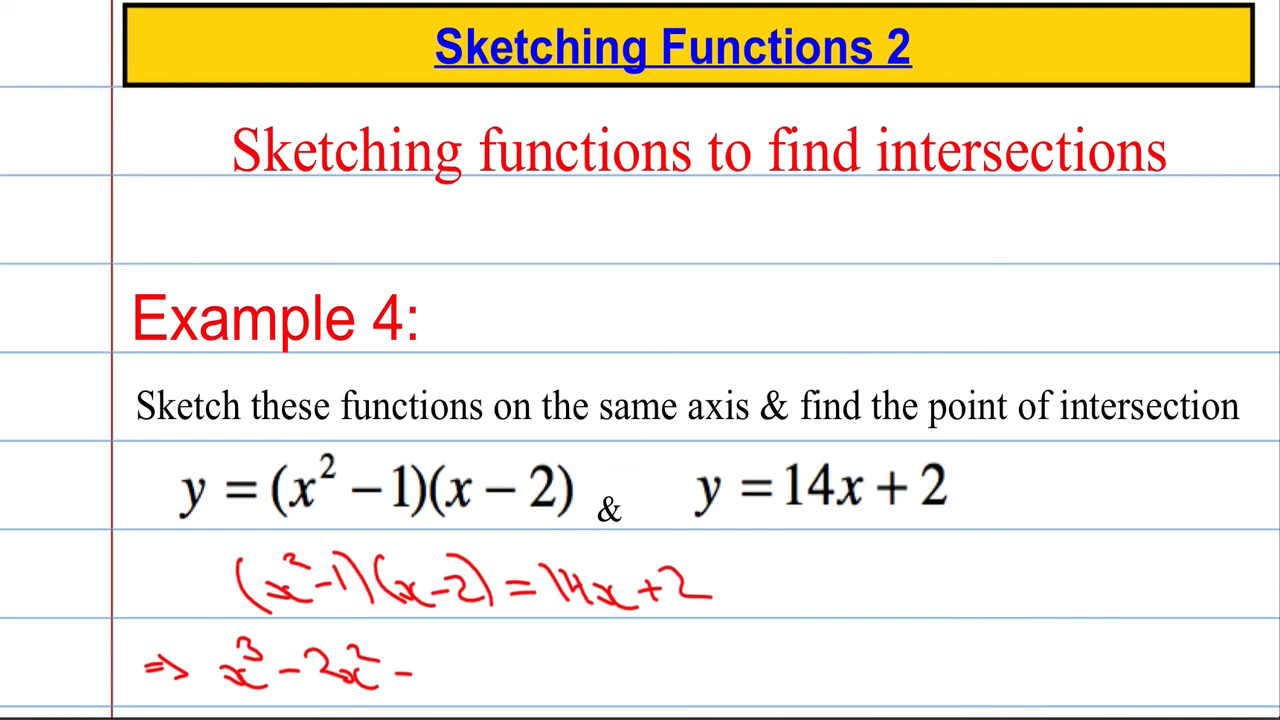 Sketching Functions 2
Sketching functions to find intersections
Example 4:
Sketch these functions on the same axis & find the point of intersection
y = (x² − 1)(x − 2) & y = 14x + 2
(x² − 1)(x − 2) = 14x + 2
⇒ x³ − 2x² −